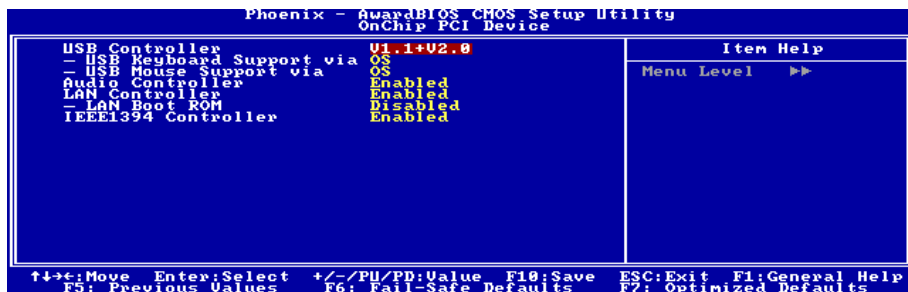 Phoenix - AwardBIOS CMOS Setup Utility
OnChip PCI Device
USB Controller V1.1+V2.0
- USB Keyboard Support via OS
- USB Mouse Support via OS
Audio Controller Enabled
LAN Controller Enabled
- LAN Boot ROM Disabled
IEEE1394 Controller Enabled
Item Help
Menu Level ▶▶
↑↓→←:Move Enter:Select +/-/PU/PD:Value F10:Save ESC:Exit F1:General Help
F5: Previous Values F6: Fail-Safe Defaults F7: Optimized Defaults